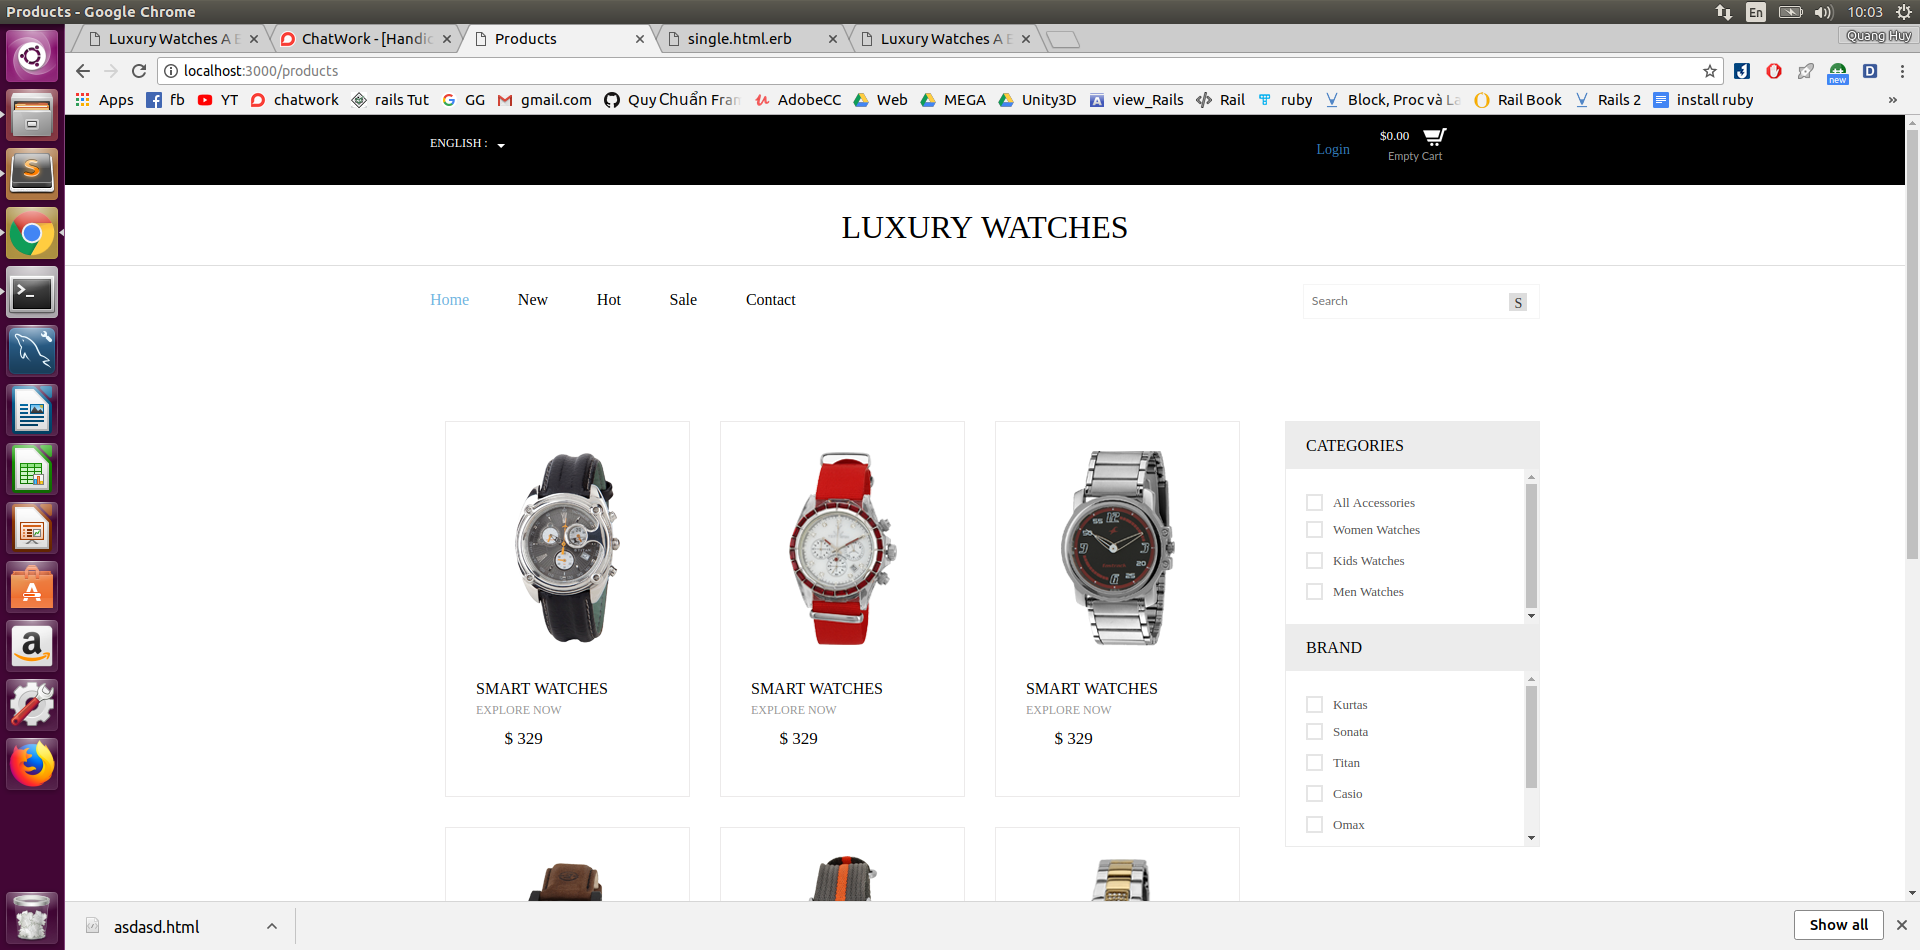 Products - Google Chrome
En
10:03
Luxury Watches A E
ChatWork - [Handic
Products
single.html.erb
Luxury Watches A E
Quang Huy
localhost:3000/products
new
D
Apps
fb
YT
chatwork
rails Tut
GG
gmail.com
Quy Chuẩn Fran
AdobeCC
Web
MEGA
Unity3D
view_Rails
Rail
ruby
Block, Proc và La
Rail Book
Rails 2
install ruby
»
ENGLISH :
Login
$0.00
Empty Cart
LUXURY WATCHES
Home
New
Hot
Sale
Contact
Search
S
CATEGORIES
All Accessories
Women Watches
Kids Watches
Men Watches
BRAND
Kurtas
Sonata
Titan
Casio
Omax
SMART WATCHES
EXPLORE NOW
$ 329
SMART WATCHES
EXPLORE NOW
$ 329
SMART WATCHES
EXPLORE NOW
$ 329
asdasd.html
Show all